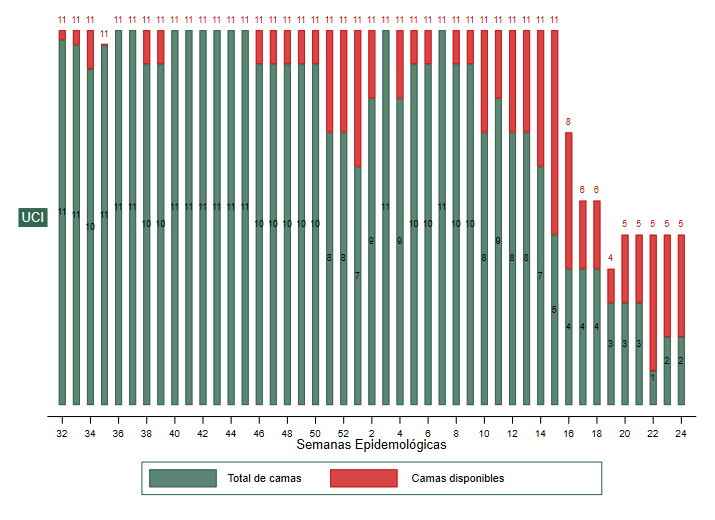 11 11 11 11 11 11 11 11 11 11 11 11 11 11 11 11 11 11 11 11 11 11 11 11 11 11 11 11 11 11 11 11 11 11 11 11 8 6 6 4 5 5 5 5 5
UCI
11 11 10 11 11 11 10 10 11 11 11 11 11 11 10 10 10 10 10 8 8 7 9 11 9 10 10 11 10 10 8 9 8 8 7 5 4 4 4 3 3 3 1 2 2
32 34 36 38 40 42 44 46 48 50 52 2 4 6 8 10 12 14 16 18 20 22 24
Semanas Epidemológicas
Total de camas Camas disponibles